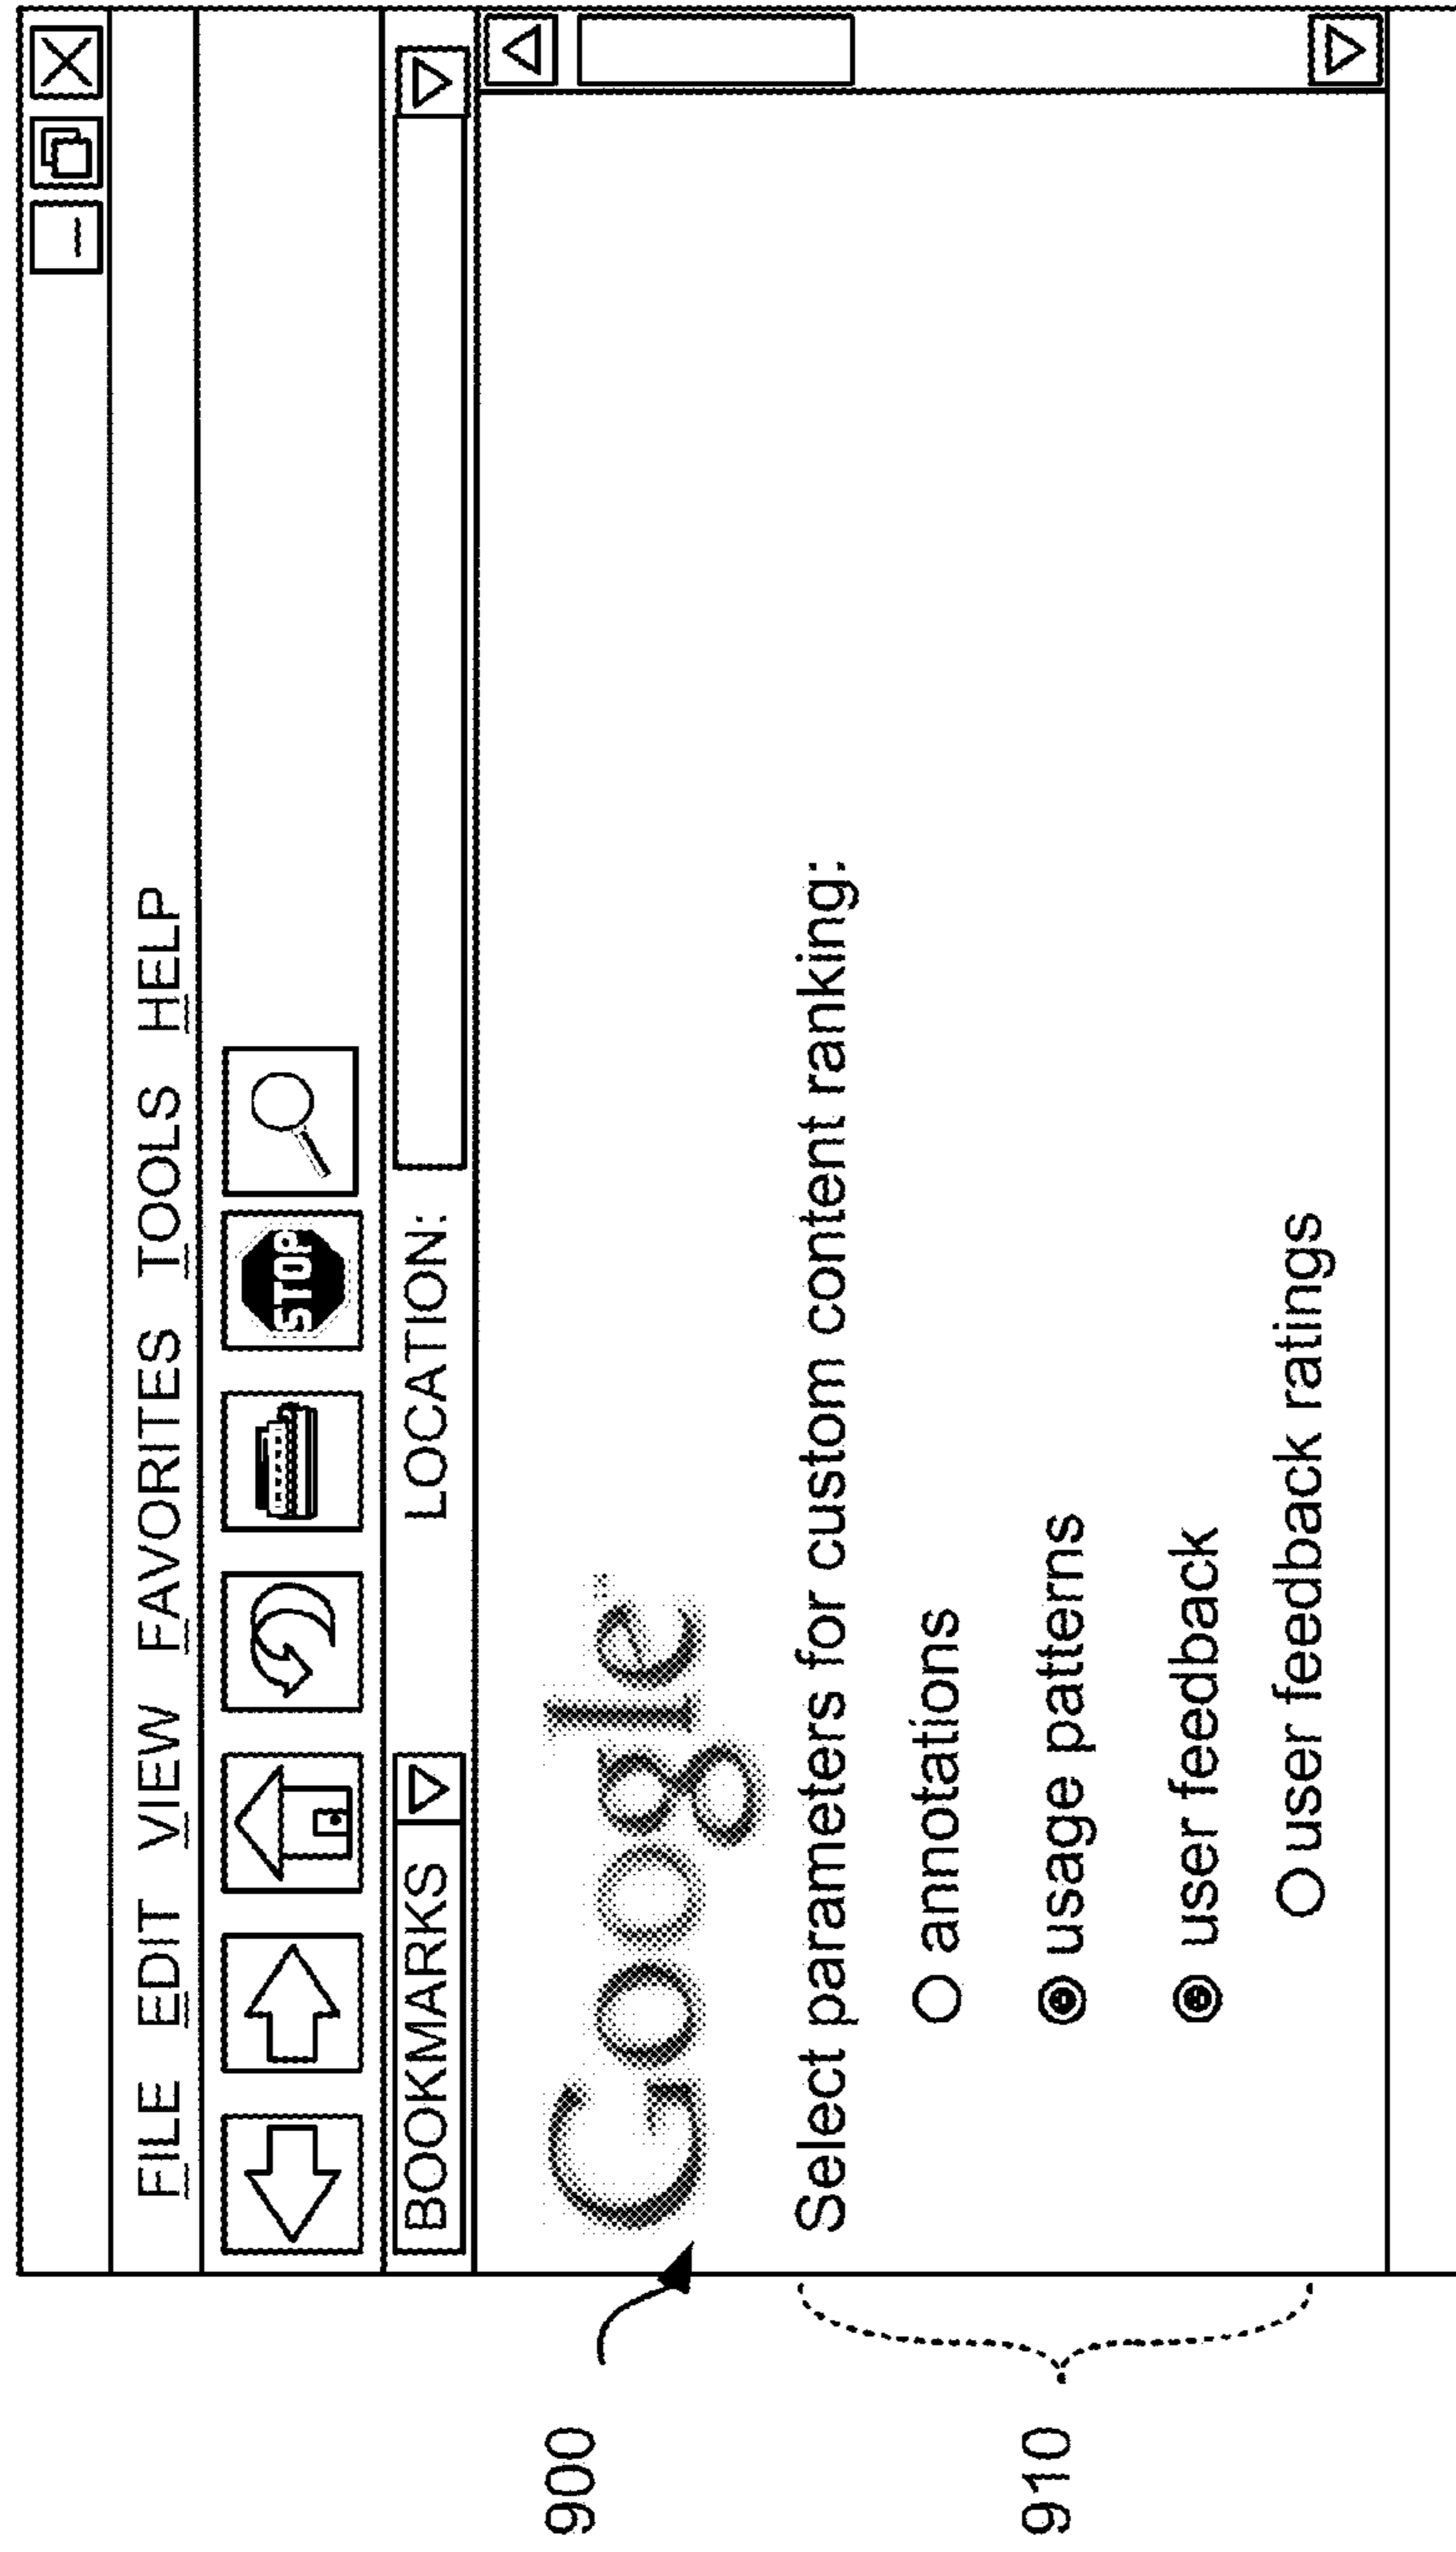 FILE EDIT VIEW FAVORITES TOOLS HELP
STOP
BOOKMARKS LOCATION:
900
Google
Select parameters for custom content ranking:
annotations
910
usage patterns
user feedback
user feedback ratings